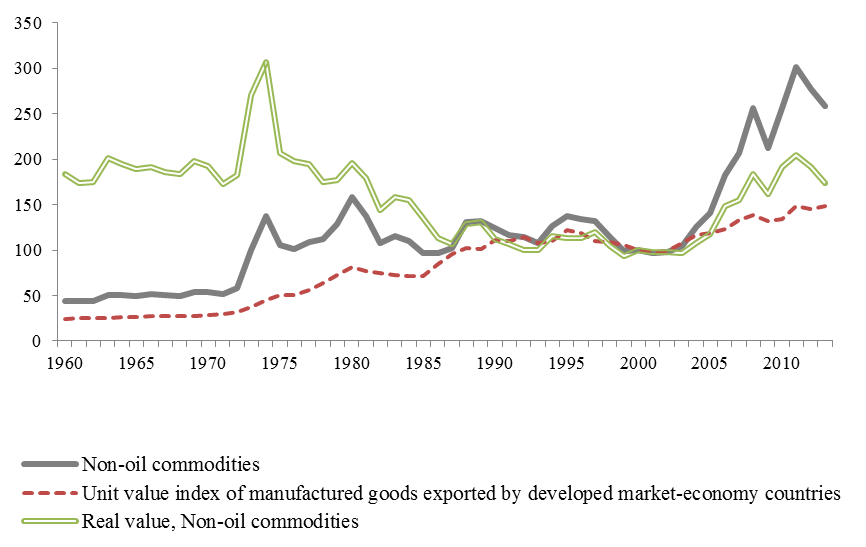 350
300
250
200
150
100
50
0
1960 1965 1970 1975 1980 1985 1990 1995 2000 2005 2010
Non-oil commodities
Unit value index of manufactured goods exported by developed market-economy countries
Real value, Non-oil commodities